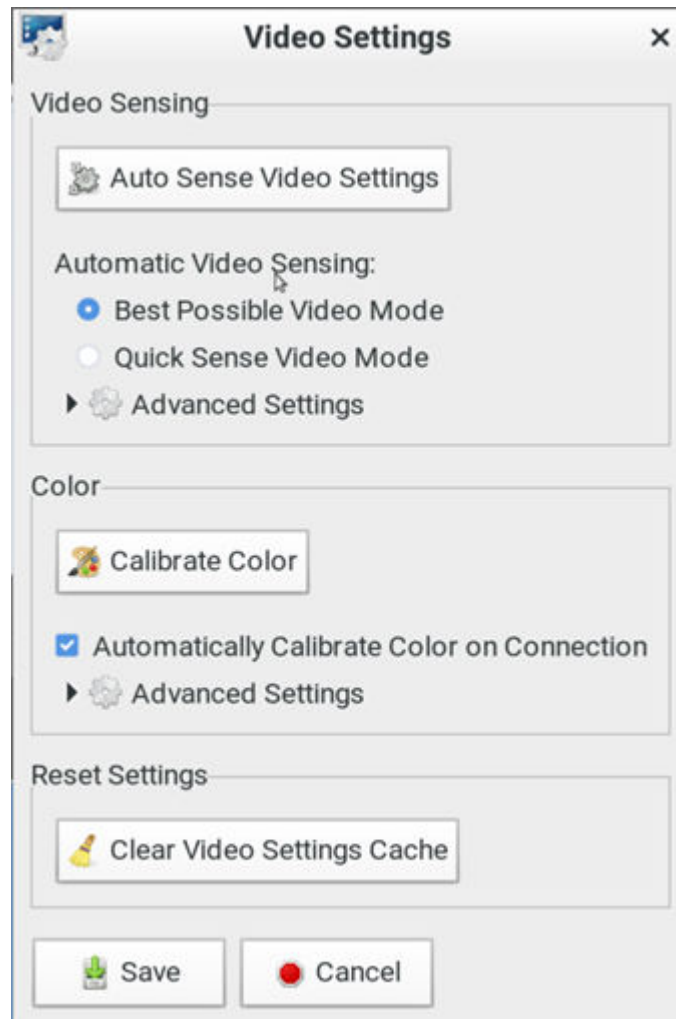 Video Settings
Video Sensing
Auto Sense Video Settings
Automatic Video Sensing:
Best Possible Video Mode
Quick Sense Video Mode
Advanced Settings
Color
Calibrate Color
Automatically Calibrate Color on Connection
Advanced Settings
Reset Settings
Clear Video Settings Cache
Save Cancel